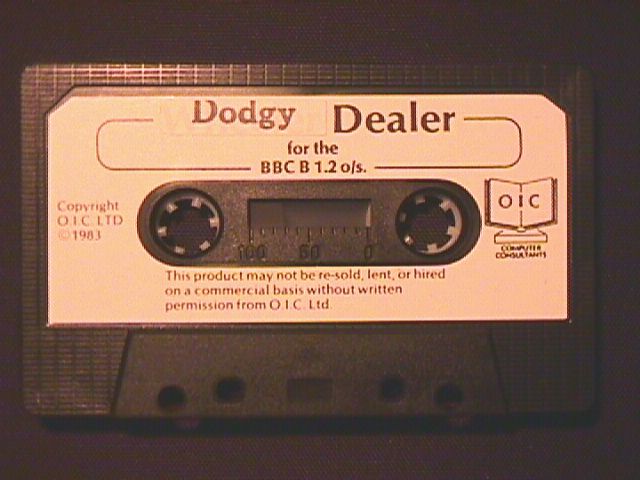 Dodgy Dealer
for the
BBC B 1.2 o/s.
Copyright
O.I.C. LTD
©1983
OIC
COMPUTER
CONSULTANTS
100 50 0
This product may not be re-sold, lent, or hired
on a commercial basis without written
permission from O.I.C. Ltd.